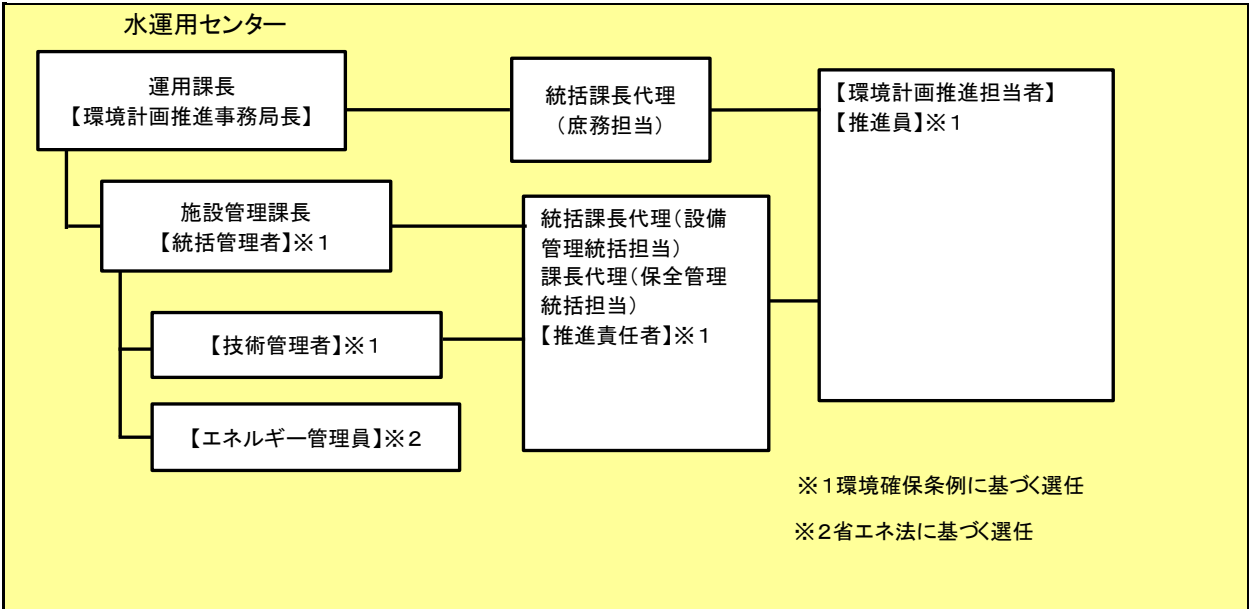 水運用センター
運用課長
【環境計画推進事務局長】
統括課長代理
（庶務担当）
【環境計画推進担当者】
【推進員】※１
施設管理課長
【統括管理者】※１
統括課長代理（設備
管理統括担当）
課長代理（保全管理
統括担当）
【推進責任者】※１
【技術管理者】※１
【エネルギー管理員】※２
※１環境確保条例に基づく選任
※２省エネ法に基づく選任